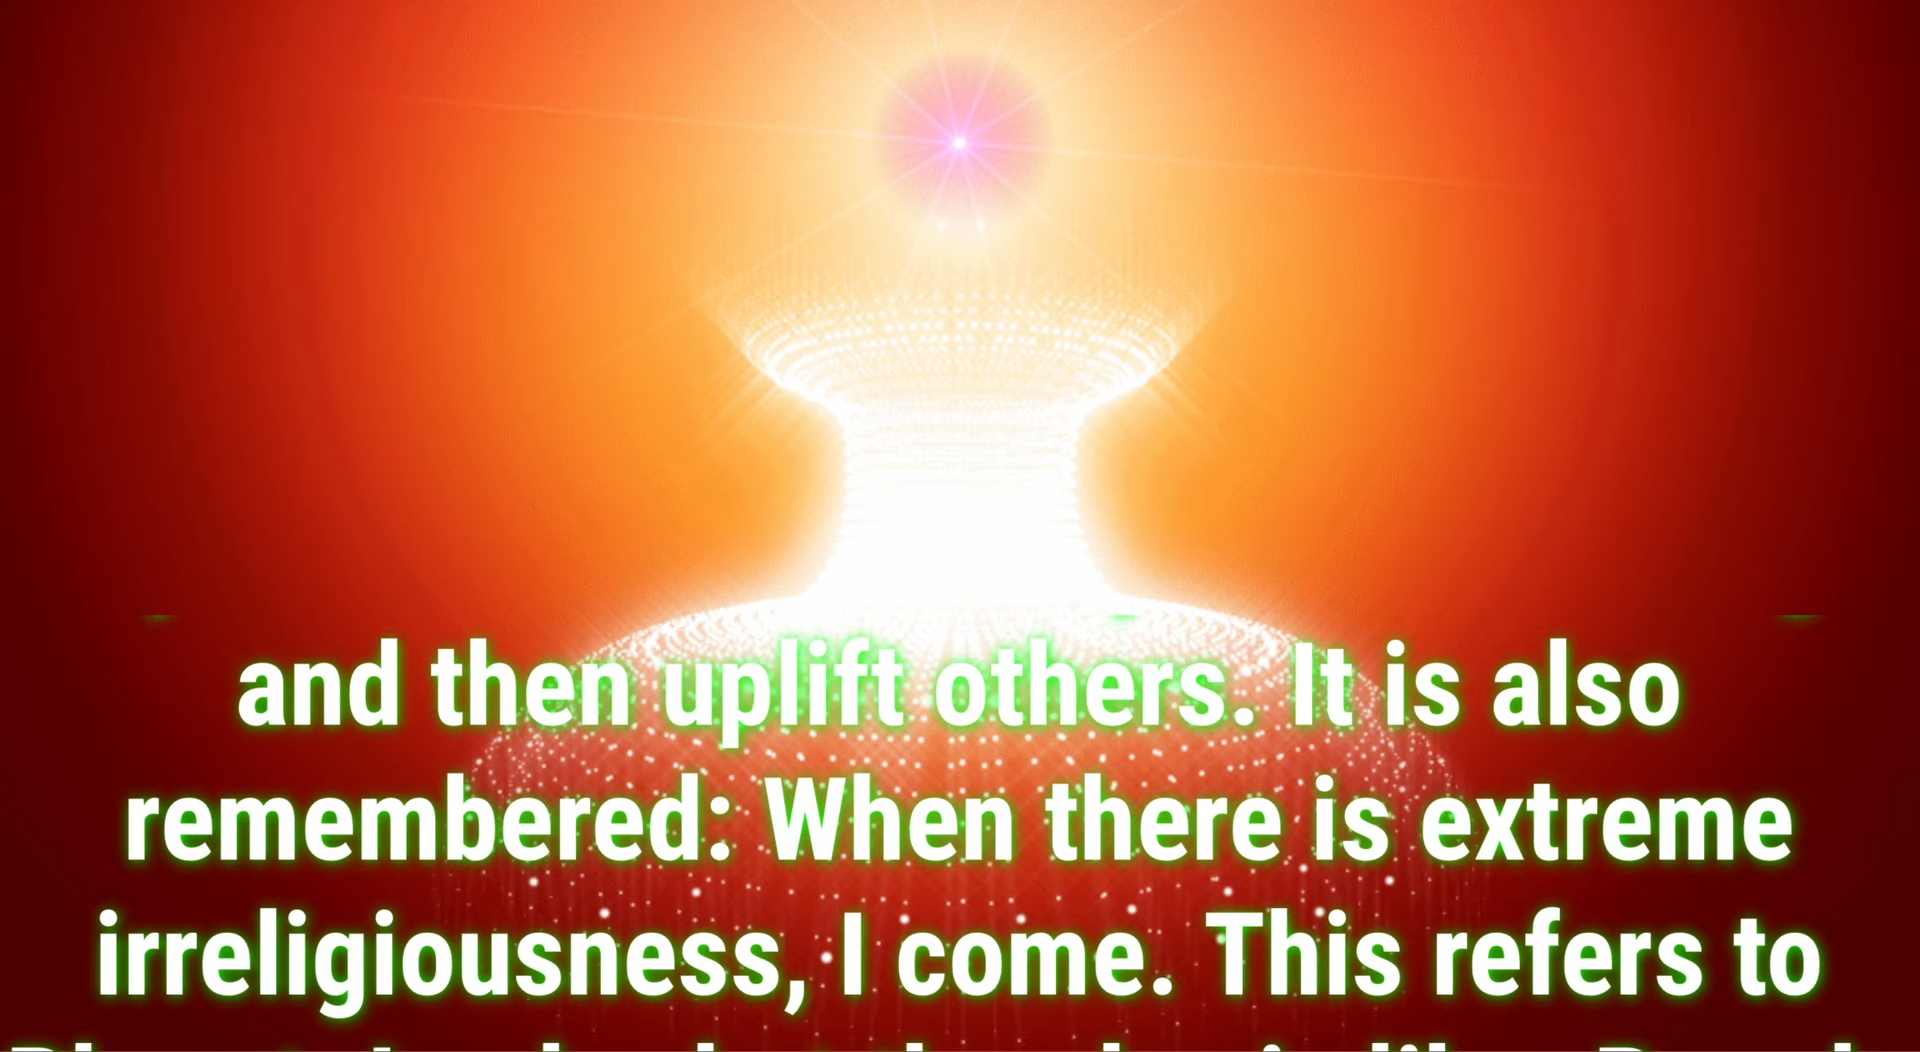 and then uplift others. It is also
remembered: When there is extreme
irreligiousness, I come. This refers to